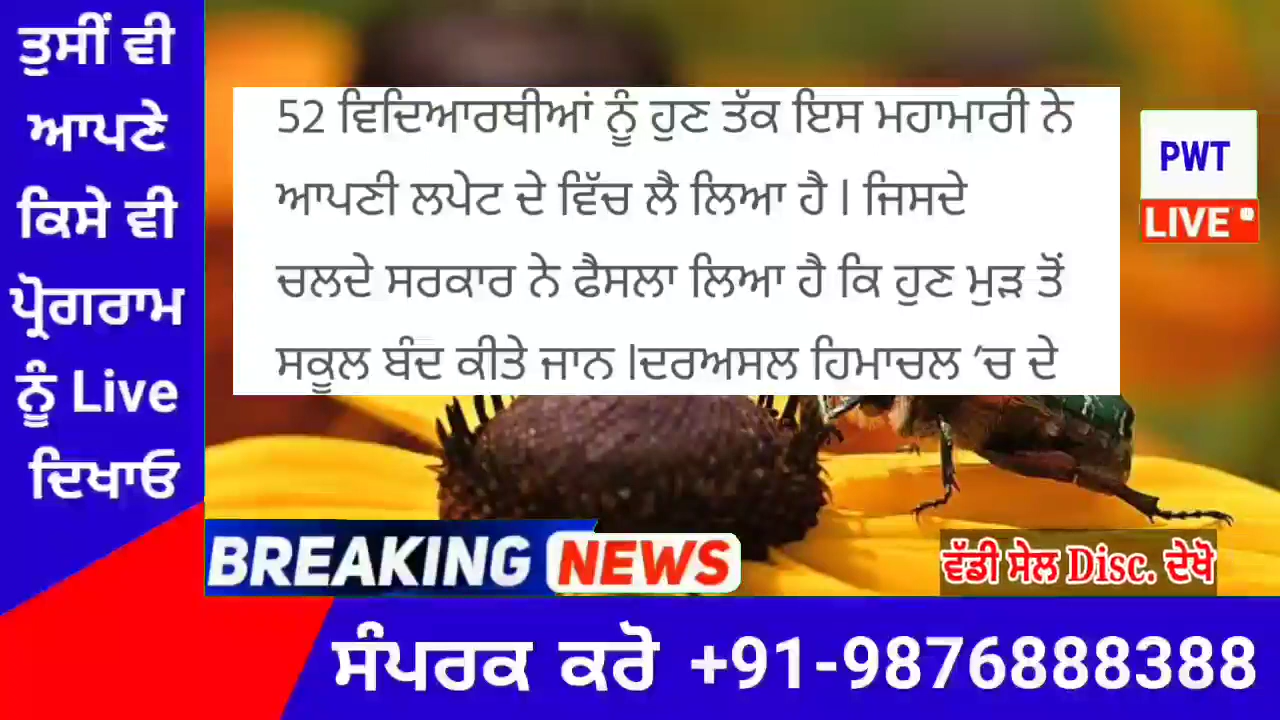 ਤੁਸੀਂ ਵੀ
ਆਪਣੇ
ਕਿਸੇ ਵੀ
ਪ੍ਰੋਗਰਾਮ
ਨੂੰ Live
ਦਿਖਾਓ
52 ਵਿਦਿਆਰਥੀਆਂ ਨੂੰ ਹੁਣ ਤੱਕ ਇਸ ਮਹਾਮਾਰੀ ਨੇ
ਆਪਣੀ ਲਪੇਟ ਦੇ ਵਿੱਚ ਲੈ ਲਿਆ ਹੈ | ਜਿਸਦੇ
ਚਲਦੇ ਸਰਕਾਰ ਨੇ ਫੈਸਲਾ ਲਿਆ ਹੈ ਕਿ ਹੁਣ ਮੁੜ ਤੋਂ
ਸਕੂਲ ਬੰਦ ਕੀਤੇ ਜਾਨ |ਦਰਅਸਲ ਹਿਮਾਚਲ ‘ਚ ਦੇ
PWT
LIVE
BREAKING NEWS
ਵੱਡੀ ਸੇਲ Disc. ਦੇਖੋ
ਸੰਪਰਕ ਕਰੋ +91-9876888388